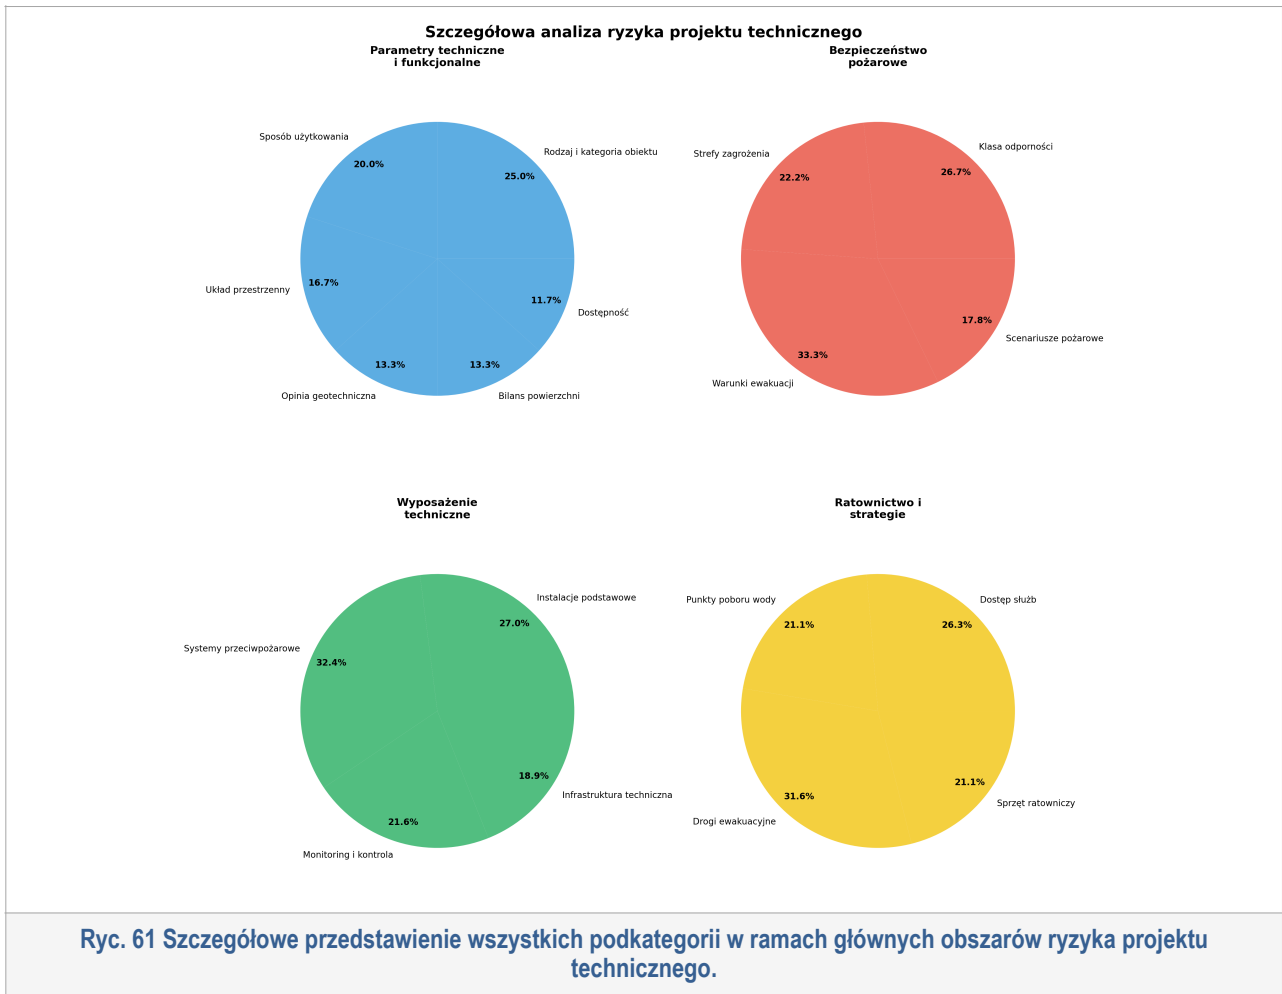 Szczegółowa analiza ryzyka projektu technicznego
Parametry techniczne
i funkcjonalne
Sposób użytkowania
20.0%
Rodzaj i kategoria obiektu
25.0%
Układ przestrzenny
16.7%
11.7%
Dostępność
13.3%
Opinia geotechniczna
13.3%
Bilans powierzchni
Bezpieczeństwo
pożarowe
Strefy zagrożenia
22.2%
Klasa odporności
26.7%
17.8%
Scenariusze pożarowe
33.3%
Warunki ewakuacji
Wyposażenie
techniczne
Instalacje podstawowe
27.0%
Systemy przeciwpożarowe
32.4%
18.9%
Infrastruktura techniczna
21.6%
Monitoring i kontrola
Ratownictwo i
strategie
Punkty poboru wody
21.1%
Dostęp służb
26.3%
31.6%
Drogi ewakuacyjne
21.1%
Sprzęt ratowniczy
Ryc. 61 Szczegółowe przedstawienie wszystkich podkategorii w ramach głównych obszarów ryzyka projektu
technicznego.